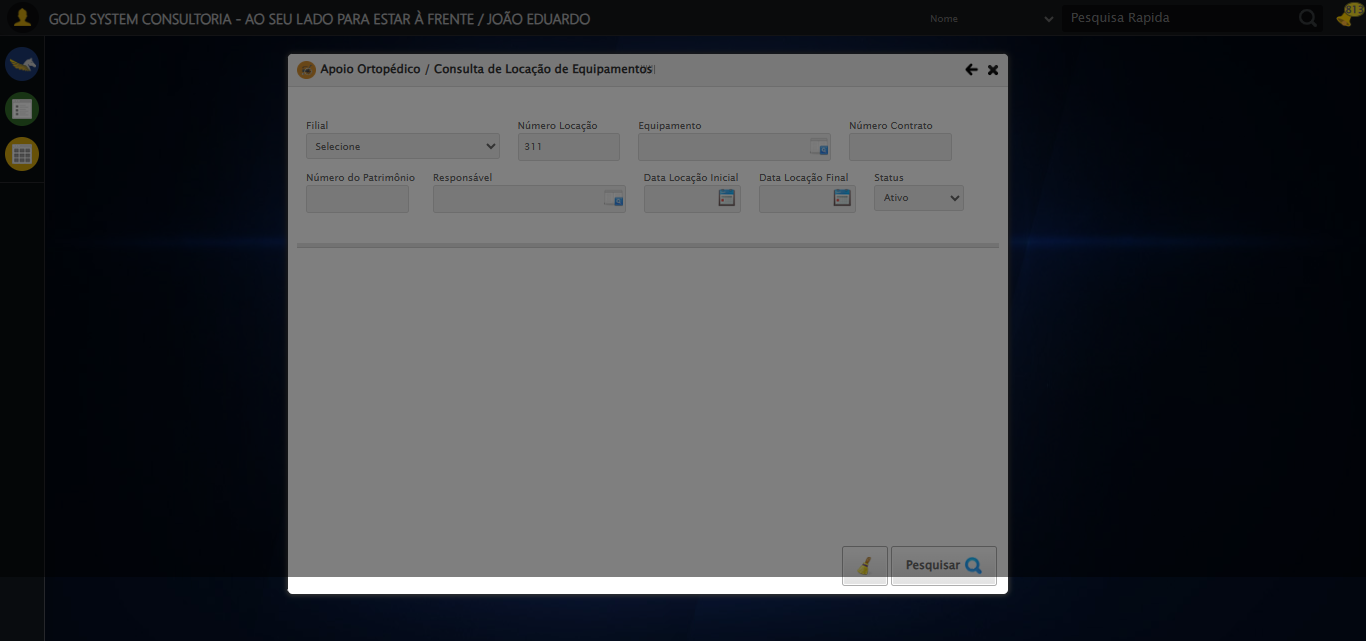 GOLD SYSTEM CONSULTORIA - AO SEU LADO PARA ESTAR À FRENTE / JOÃO EDUARDO
Nome
Pesquisa Rapida
813
Apoio Ortopédico / Consulta de Locação de Equipamentos
Filial
Número Locação
Equipamento
Número Contrato
Selecione
311
Número do Patrimônio
Responsável
Data Locação Inicial
Data Locação Final
Status
Ativo
Pesquisar